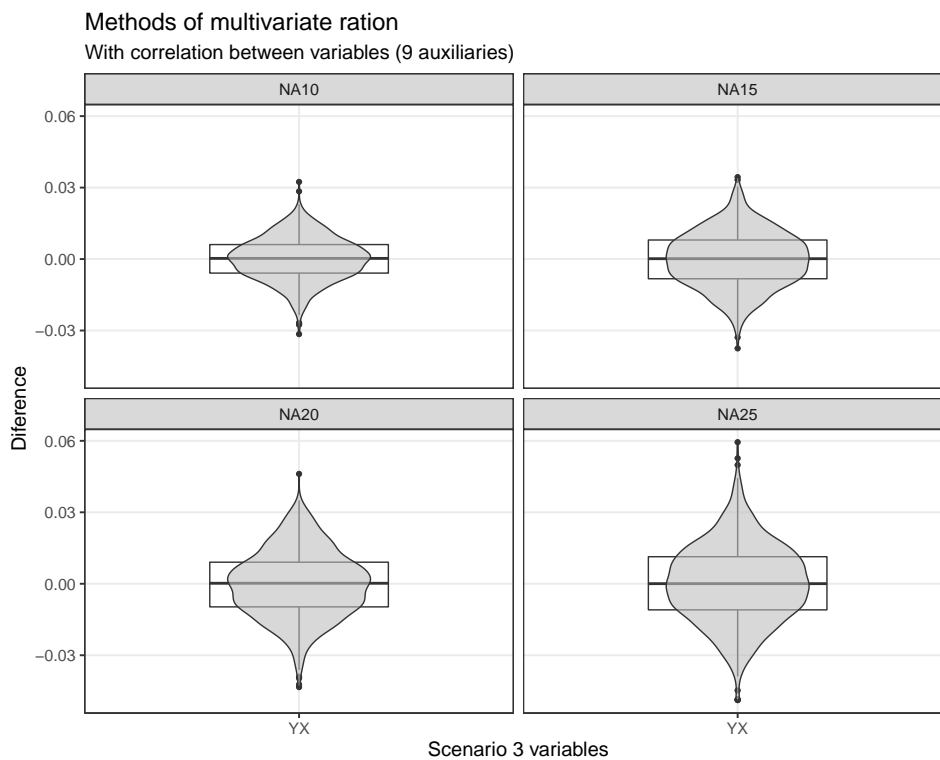 Methods of multivariate ration
With correlation between variables (9 auxiliaries)
NA10
NA15
0.06
0.03
0.00
−0.03
NA20
NA25
0.06
0.03
0.00
−0.03
Diference
YX
YX
Scenario 3 variables